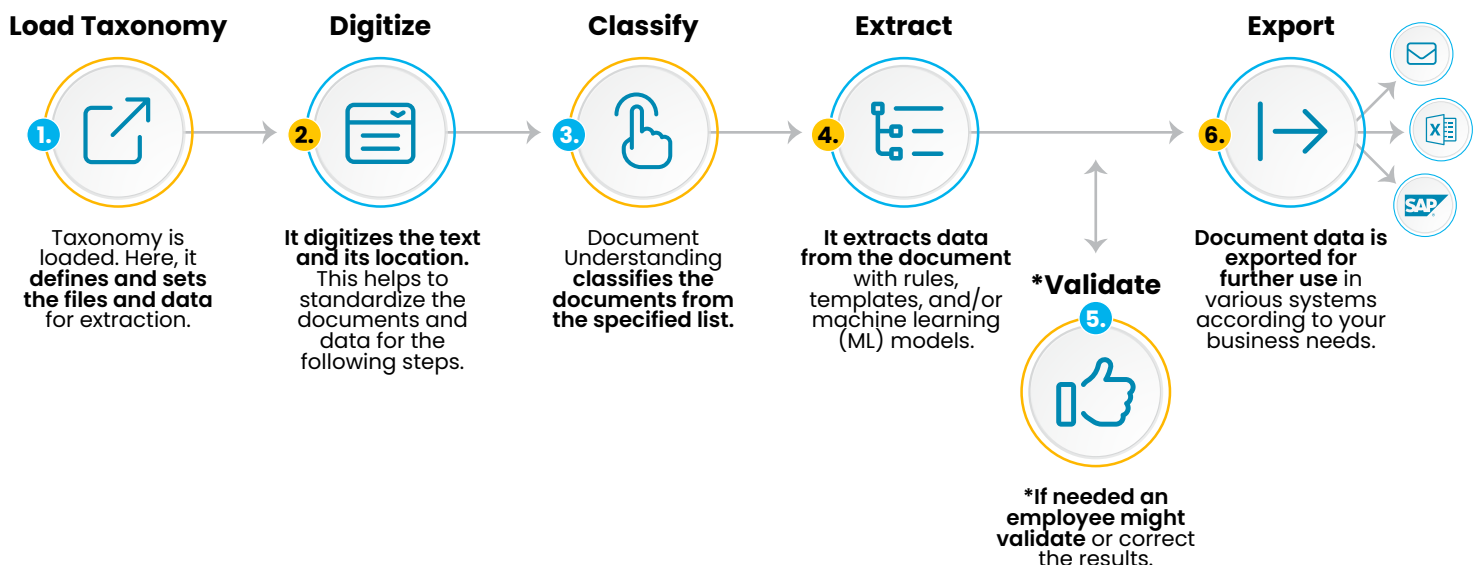 Load Taxonomy
1.
Taxonomy is
loaded. Here, it
defines and sets
the files and data
for extraction.
Digitize
2.
It digitizes the text
and its location.
This helps to
standardize the
documents and
data for the
following steps.
Classify
3.
Document
Understanding
classifies the
documents from
the specified list.
Extract
4.
It extracts data
from the document
with rules,
templates, and/or
machine learning
(ML) models.
*Validate
5.
*If needed an
employee might
validate or correct
the results.
Export
6.
Document data is
exported for
further use in
various systems
according to your
business needs.
X
SAP